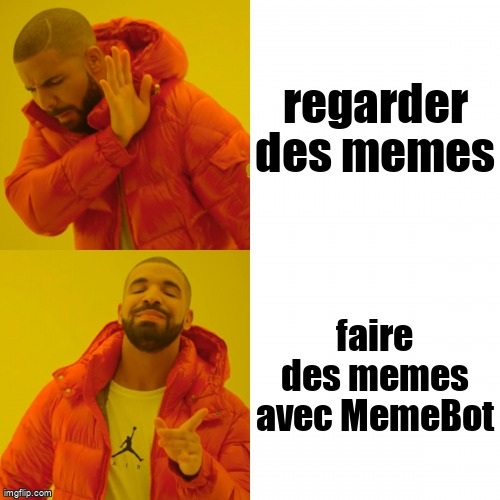 regarder
des memes
faire
des memes
avec MemeBot
imgflip.com